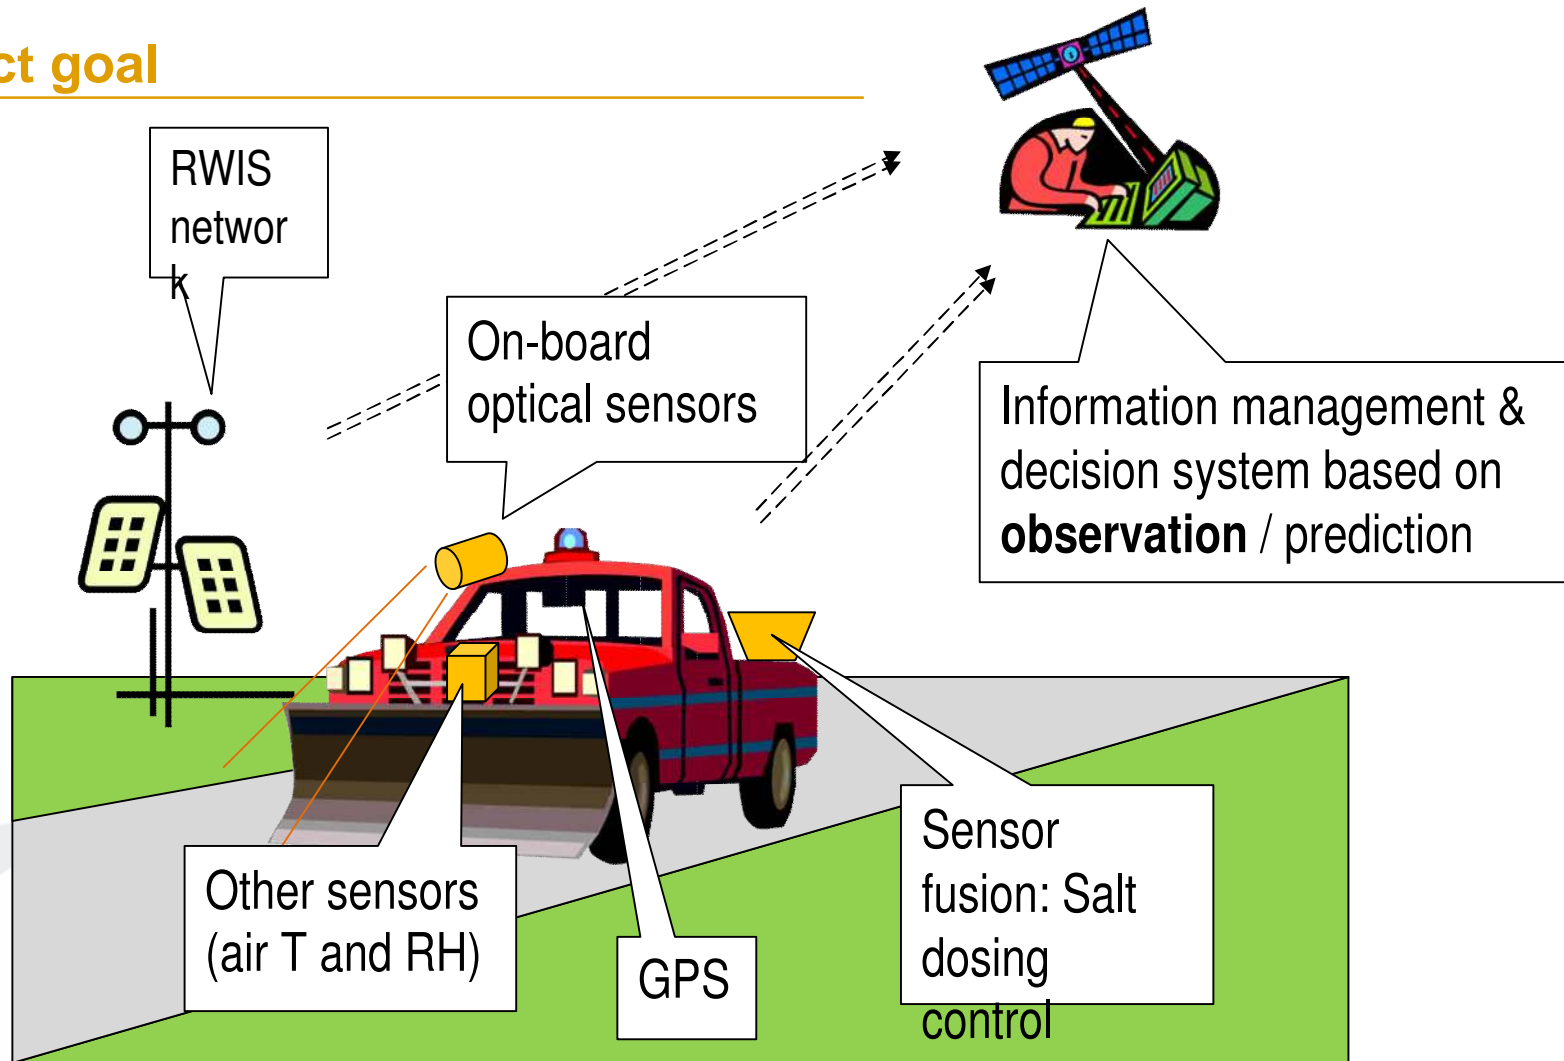 ct goal
RWIS
networ
k
On-board
optical sensors
Information management &
decision system based on
observation / prediction
Other sensors
(air T and RH)
GPS
Sensor
fusion: Salt
dosing
control